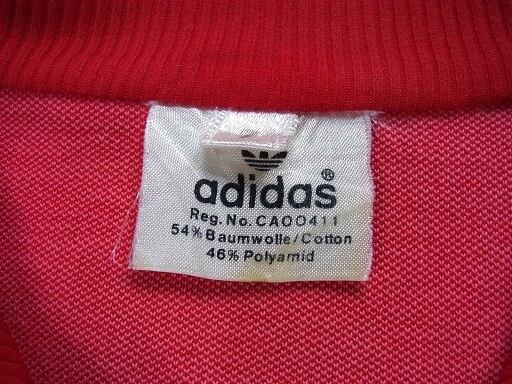 adidas®
Reg. No. CA00411
54% Baumwolle/Cotton
46% Polyamid